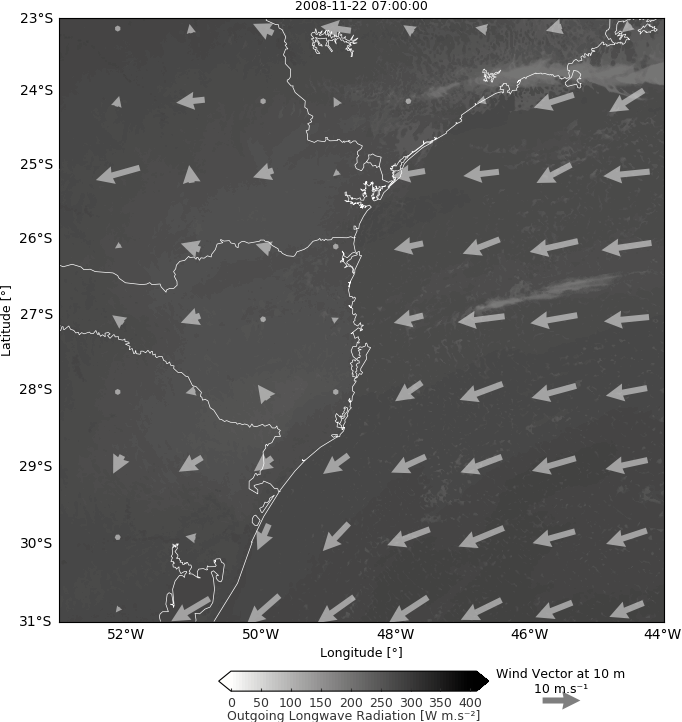 2008-11-22 07:00:00
23°S
24°S
25°S
26°S
27°S
28°S
29°S
30°S
31°S
Latitude [°]
52°W 50°W 48°W 46°W 44°W
Longitude [°]
0 50 100 150 200 250 300 350 400
Outgoing Longwave Radiation [W m.s⁻²]
Wind Vector at 10 m
10 m.s⁻¹